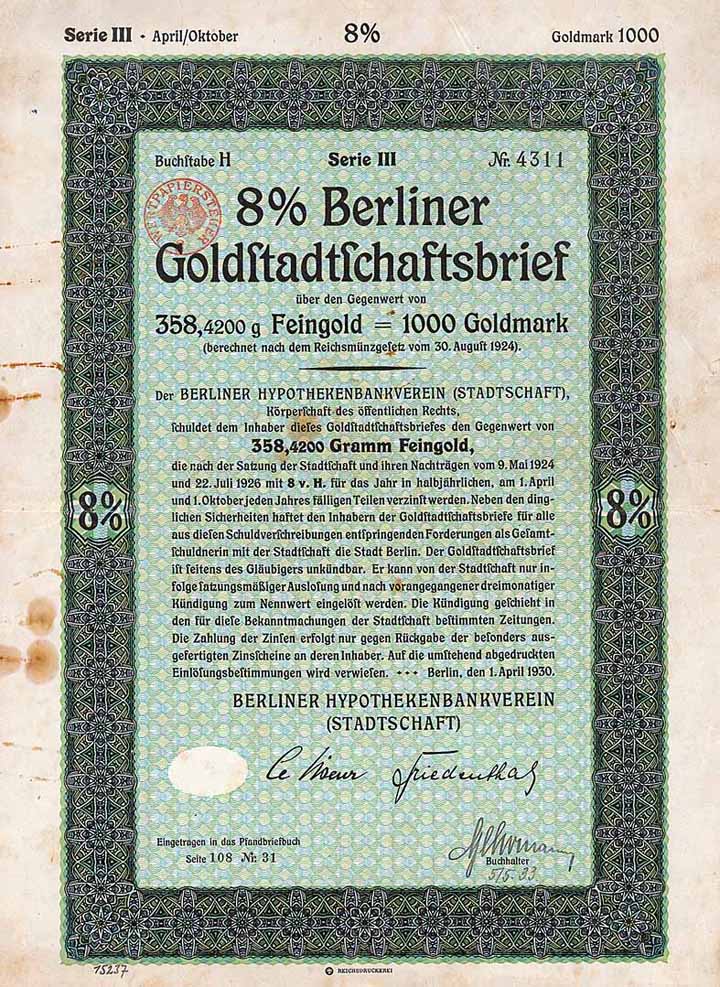 Serie III • April/Oktober 8% Goldmark 1000
Buchſtabe H Serie III Nr. 4311
WERTPAPIERSTEUER
8% Berliner
Goldſtadtſchaftsbrief
über den Gegenwert von
358,4200 g Feingold = 1000 Goldmark
(berechnet nach dem Reichsmünzgeſetz vom 30. Auguſt 1924).
Der BERLINER HYPOTHEKENBANKVEREIN (STADTSCHAFT),
Körperſchaft des öffentlichen Rechts,
ſchuldet dem Inhaber dieſes Goldſtadtſchaftsbriefes den Gegenwert von
358,4200 Gramm Feingold,
die nach der Satzung der Stadtſchaft und ihren Nachträgen vom 9. Mai 1924
und 22. Juli 1926 mit 8 v. H. für das Jahr in halbjährlichen, am 1. April
und 1. Oktober jeden Jahres fälligen Teilen verzinſt werden. Neben den ding-
lichen Sicherheiten haftet den Inhabern der Goldſtadtſchaftsbriefe für alle
aus dieſen Schuldverſchreibungen entſpringenden Forderungen als Geſamt-
ſchuldnerin mit der Stadtſchaft die Stadt Berlin. Der Goldſtadtſchaftsbrief
iſt ſeitens des Gläubigers unkündbar. Er kann von der Stadtſchaft nur in-
folge ſatzungsmäßiger Ausloſung und nach vorangegangener dreimonatiger
Kündigung zum Nennwert eingelöſt werden. Die Kündigung geſchieht in
den für dieſe Bekanntmachungen der Stadtſchaft beſtimmten Zeitungen.
Die Zahlung der Zinſen erfolgt nur gegen Rückgabe der beſonders aus-
gefertigten Zinsſcheine an deren Inhaber. Auf die umſtehend abgedruckten
Einlöſungsbeſtimmungen wird verwieſen. ••• Berlin, den 1. April 1930.
8% 8%
BERLINER HYPOTHEKENBANKVEREIN
(STADTSCHAFT)
Friedenthal
Eingetragen in das Pfandbriefbuch
Seite 108 Nr. 31
Buchhalter
5/5.33
15237
REICHSDRUCKEREI